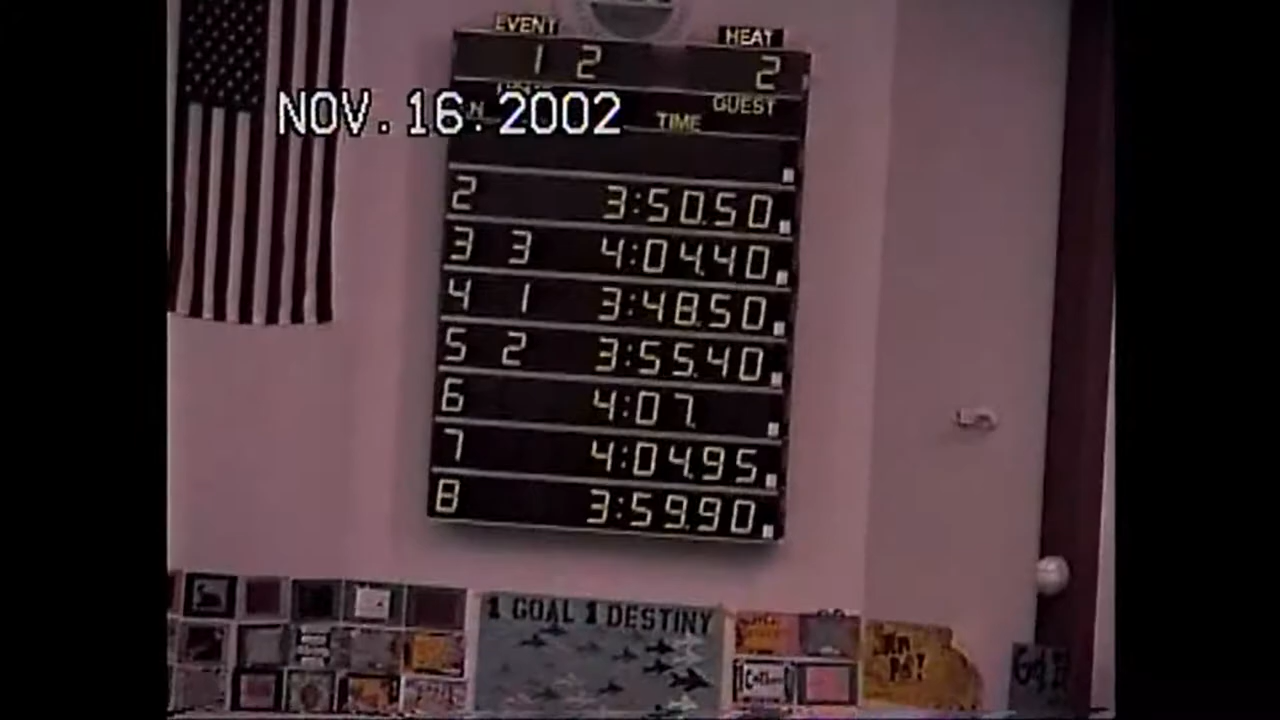 EVENT HEAT
1 2 2
NOV. 16. 2002
GUEST
TIME
2 3:50.50
3 3 4:04.40
4 1 3:48.50
5 2 3:55.40
6 4:07.
7 4:04.95
8 3:59.90
1 GOAL 1 DESTINY